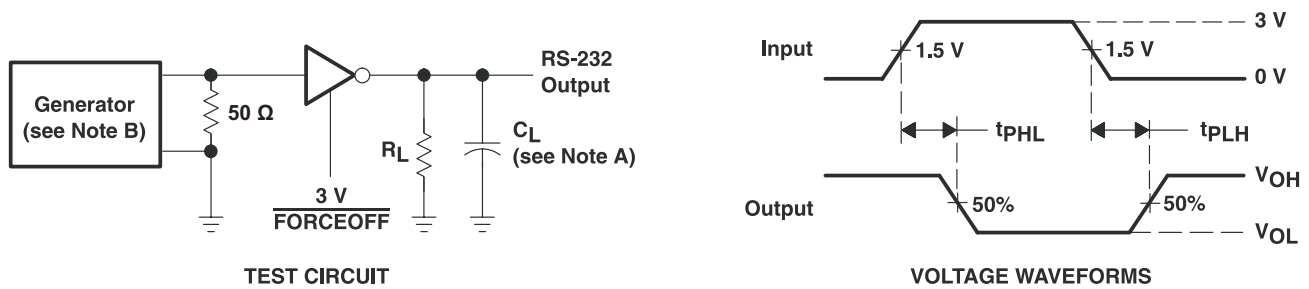 Generator
(see Note B)
50 Ω
3 V
FORCEOFF
RL
CL
(see Note A)
RS-232
Output
TEST CIRCUIT
Input
1.5 V
1.5 V
3 V
0 V
tPHL
tPLH
Output
50%
50%
VOH
VOL
VOLTAGE WAVEFORMS